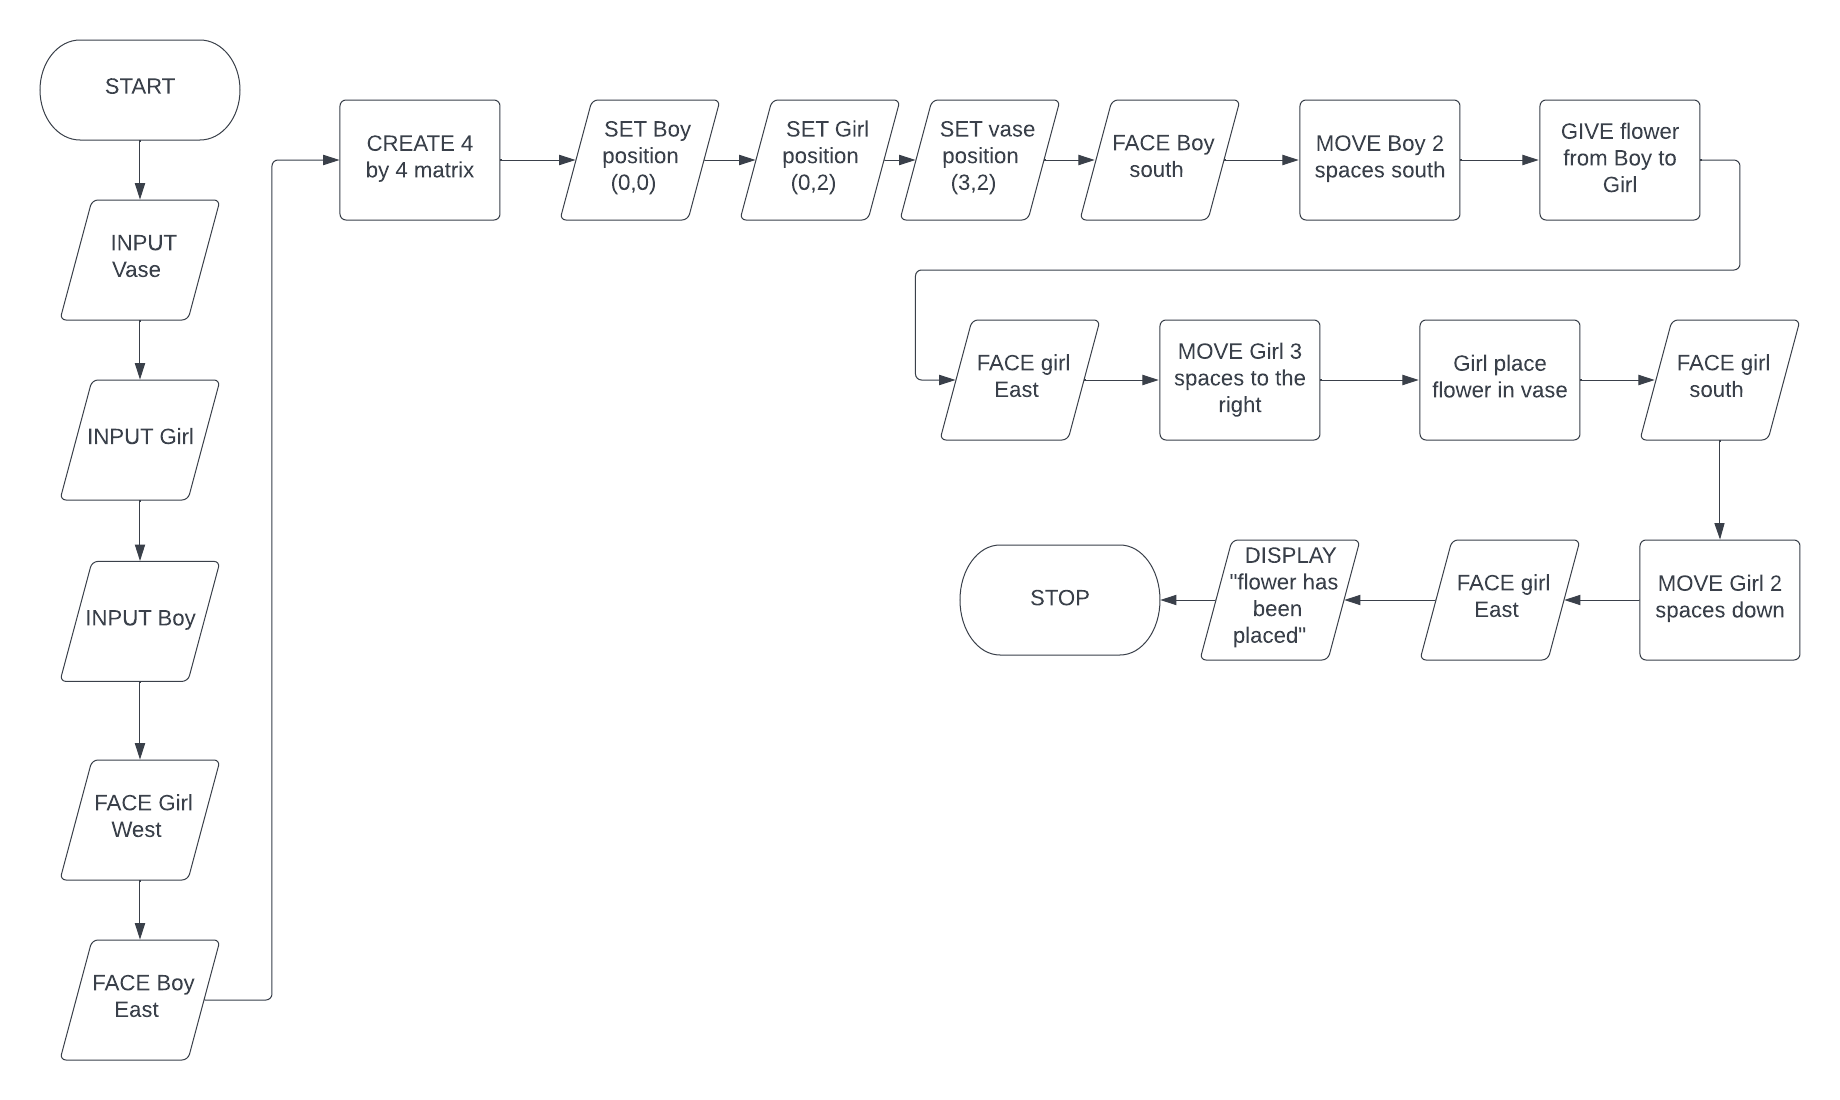 START
INPUT
Vase
INPUT Girl
INPUT Boy
FACE Girl
West
FACE Boy
East
CREATE 4
by 4 matrix
SET Boy
position
(0,0)
SET Girl
position
(0,2)
SET vase
position
(3,2)
FACE Boy
south
MOVE Boy 2
spaces south
GIVE flower
from Boy to
Girl
FACE girl
East
MOVE Girl 3
spaces to the
right
Girl place
flower in vase
FACE girl
south
MOVE Girl 2
spaces down
FACE girl
East
DISPLAY
"flower has
been
placed"
STOP